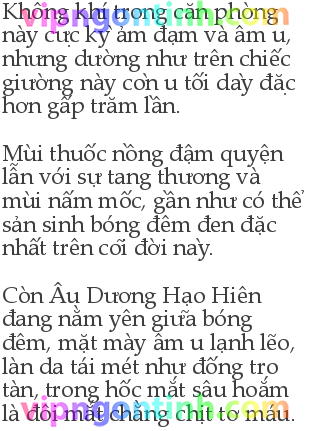 Không khí trong căn phòng
này cực kỳ ảm đạm và âm u,
nhưng dường như trên chiếc
giường này còn u tối dày đặc
hơn gấp trăm lần.

Mùi thuốc nồng đậm quyện
lẫn với sự tang thương và
mùi nấm mốc, gần như có thể
sản sinh bóng đêm đen đặc
nhất trên cõi đời này.

Còn Âu Dương Hạo Hiên
đang nằm yên giữa bóng
đêm, mặt mày âm u lạnh lẽo,
làn da tái mét như đống tro
tàn, trong hốc mắt sâu hoắm
là đôi mắt chằng chịt tơ máu.
vipngontinh.com
vipngontinh.com